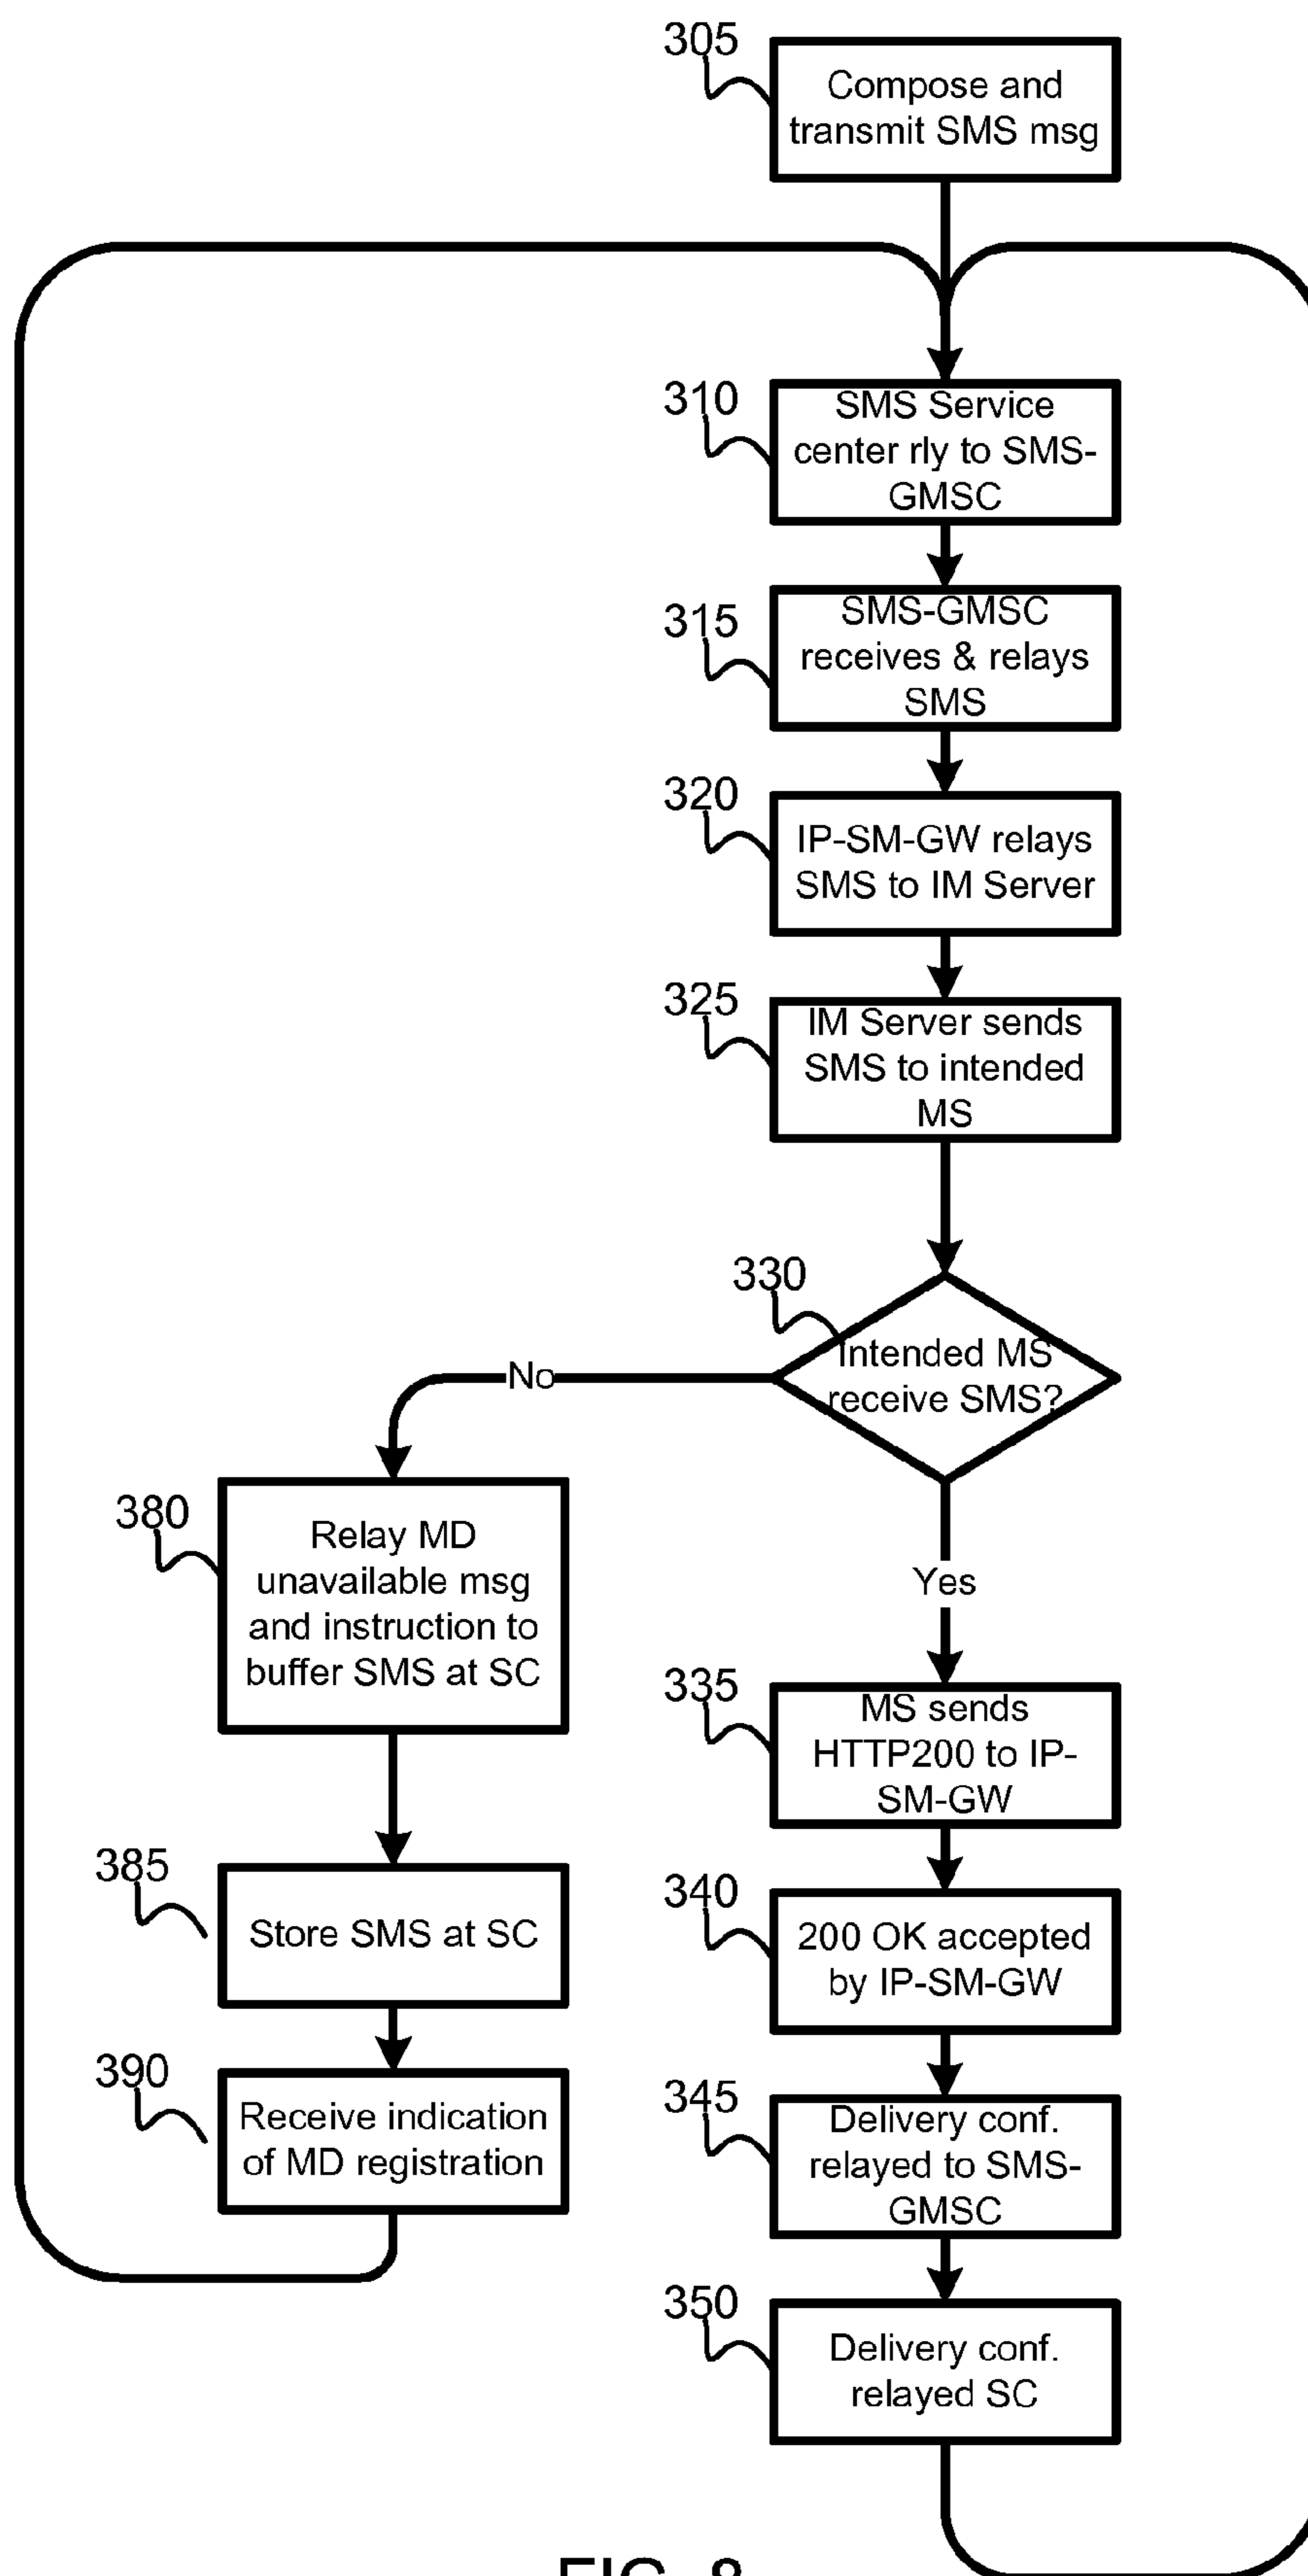 305
Compose and
transmit SMS msg
310
SMS Service
center rly to SMS-
GMSC
315
SMS-GMSC
receives & relays
SMS
320
IP-SM-GW relays
SMS to IM Server
325
IM Server sends
SMS to intended
MS
330
Intended MS
receive SMS?
No
Yes
380
Relay MD
unavailable msg
and instruction to
buffer SMS at SC
385
Store SMS at SC
390
Receive indication
of MD registration
335
MS sends
HTTP200 to IP-
SM-GW
340
200 OK accepted
by IP-SM-GW
345
Delivery conf.
relayed to SMS-
GMSC
350
Delivery conf.
relayed SC
FIG. 8